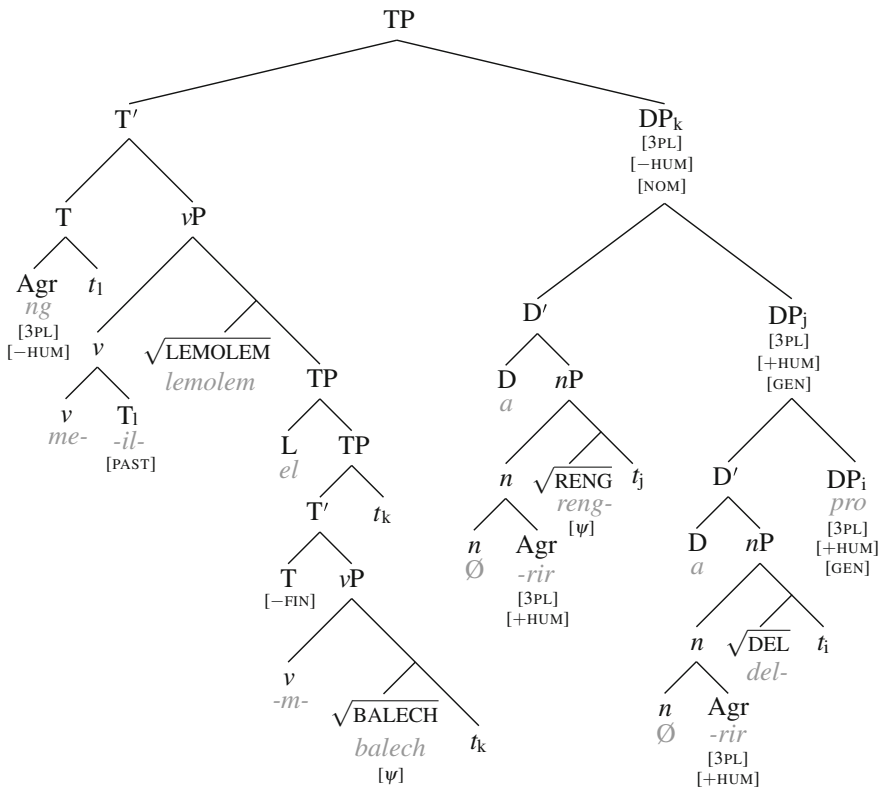 TP
T′ DPk
[3PL]
[−HUM]
[NOM]
T vP
Agr tl
ng
[3PL]
[−HUM]
v √LEMOLEM
lemolem
D′ DPj
[3PL]
[+HUM]
[GEN]
v Tl
me- -il-
[PAST]
TP
D nP
a
L TP
el
n √RENG tj
reng-
[ψ]
D′ DPi
pro
[3PL]
[+HUM]
[GEN]
T′ tk
n Agr
Ø -rir
[3PL]
[+HUM]
D nP
a
T vP
[−FIN]
n √DEL ti
del-
v √BALECH tk
-m- balech
[ψ]
n Agr
Ø -rir
[3PL]
[+HUM]